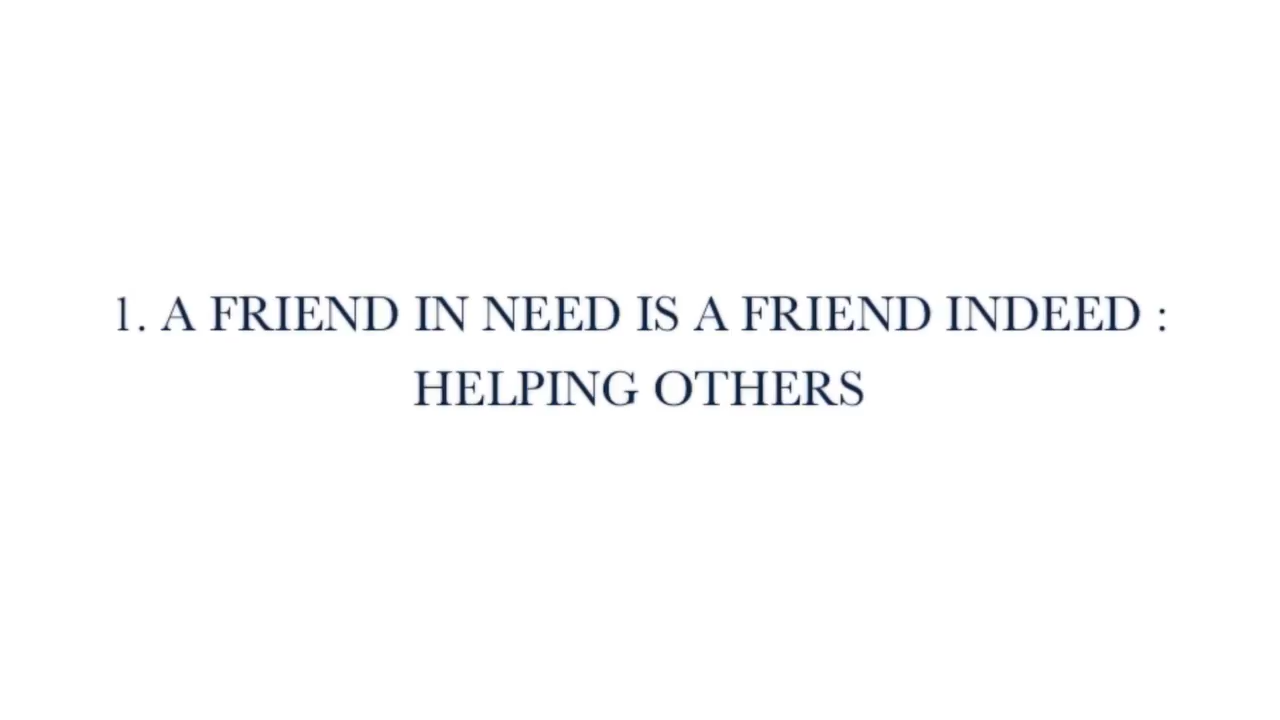 1. A FRIEND IN NEED IS A FRIEND INDEED :
HELPING OTHERS